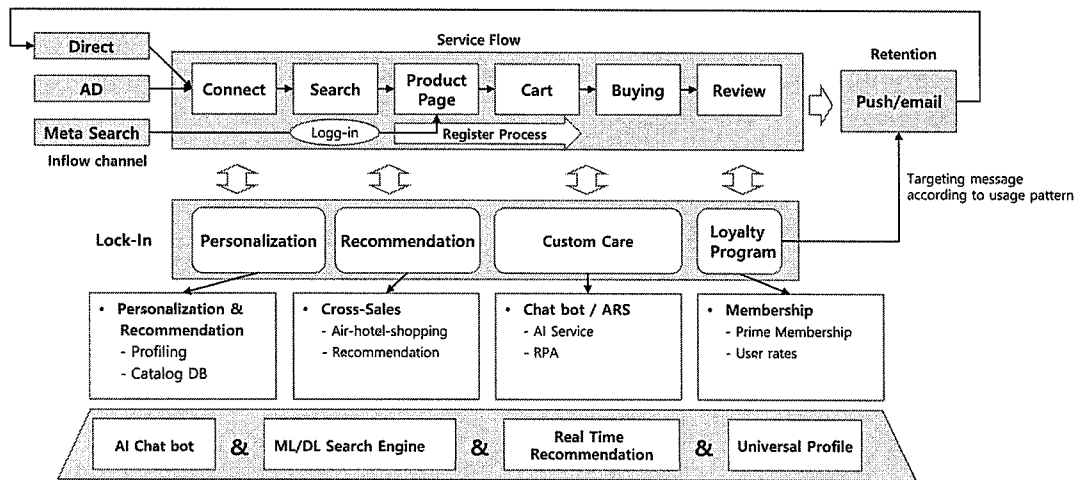 Direct
AD
Meta Search
Inflow channel
Service Flow
Connect
Search
Product
Page
Cart
Buying
Review
Logg-in
Register Process
Retention
Push/email
Targeting message
according to usage pattern
Lock-In
Personalization
Recommendation
Custom Care
Loyalty
Program
• Personalization &
Recommendation
- Profiling
- Catalog DB
• Cross-Sales
- Air-hotel-shopping
- Recommendation
• Chat bot / ARS
- AI Service
- RPA
• Membership
- Prime Membership
- User rates
AI Chat bot
&
ML/DL Search Engine
&
Real Time
Recommendation
&
Universal Profile